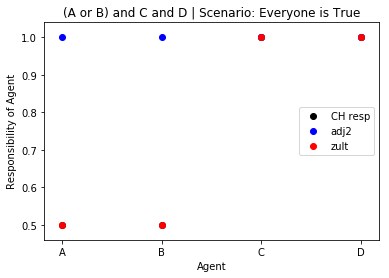 (A or B) and C and D | Scenario: Everyone is True
1.0
0.9
0.8
0.7
0.6
0.5
Responsibility of Agent
CH resp
adj2
zult
A B C D
Agent